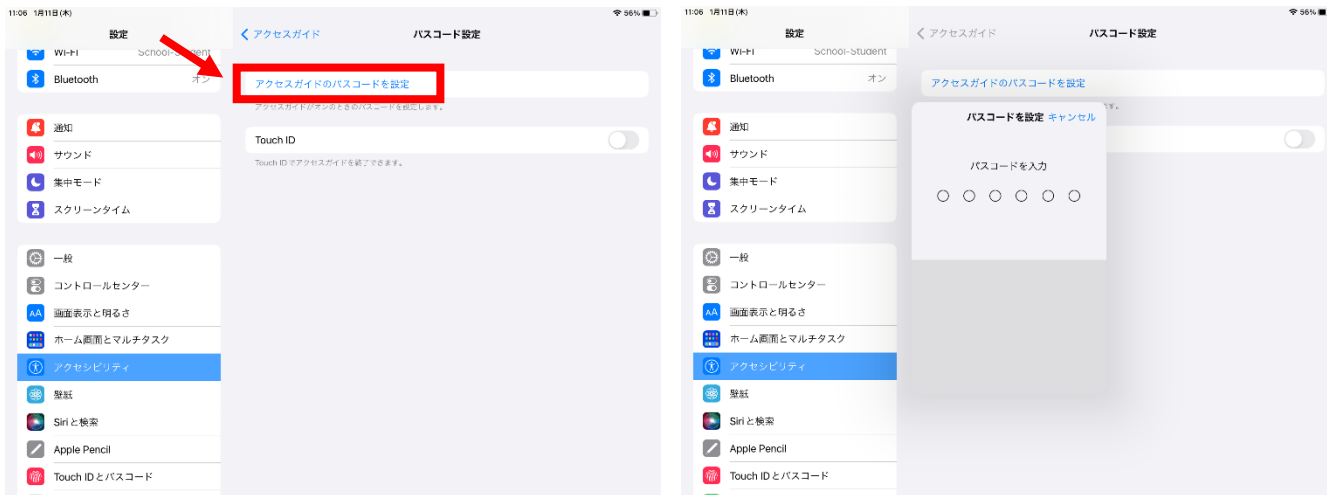 11:06 1月11日(木)
56%
設定
Wi-Fi School-Student
Bluetooth オン
通知
サウンド
集中モード
スクリーンタイム
一般
コントロールセンター
画面表示と明るさ
ホーム画面とマルチタスク
アクセシビリティ
壁紙
Siriと検索
Apple Pencil
Touch IDとパスコード
アクセスガイド
パスコード設定
アクセスガイドのパスコードを設定
アクセスガイドがオンのときのパスコードを設定します。
Touch ID
Touch IDでアクセスガイドを終了できます。
11:06 1月11日(木)
56%
設定
Wi-Fi School-Student
Bluetooth オン
通知
サウンド
集中モード
スクリーンタイム
一般
コントロールセンター
画面表示と明るさ
ホーム画面とマルチタスク
アクセシビリティ
壁紙
Siriと検索
Apple Pencil
Touch IDとパスコード
アクセスガイド
パスコード設定
アクセスガイドのパスコードを設定
ます。
パスコードを設定 キャンセル
パスコードを入力